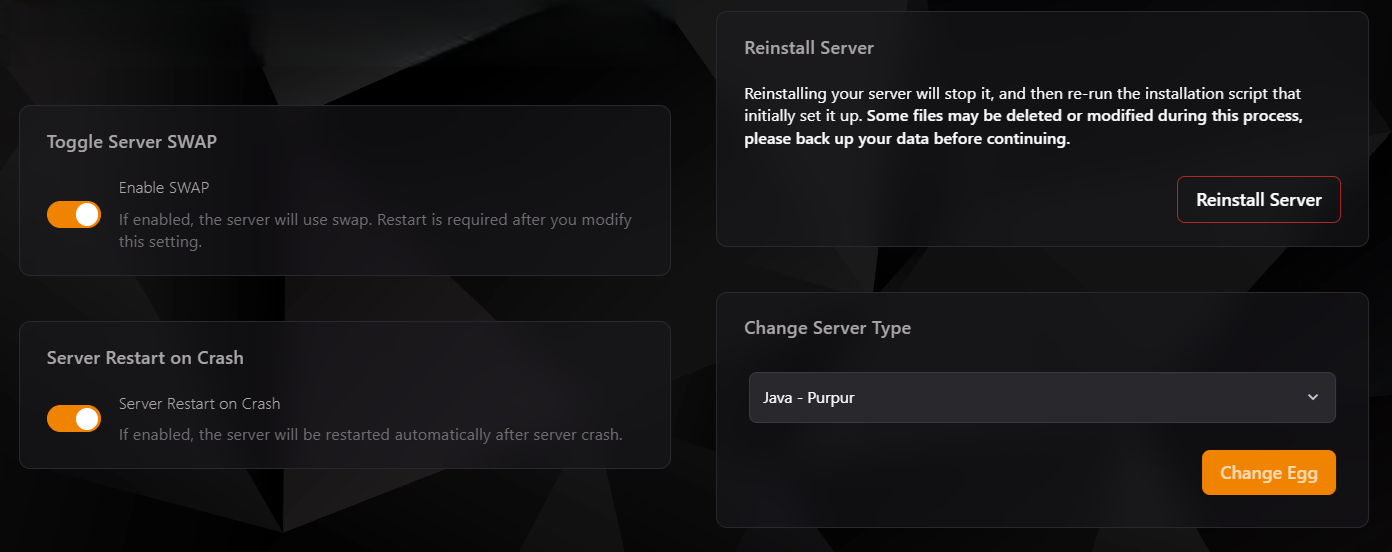 Toggle Server SWAP
Enable SWAP
If enabled, the server will use swap. Restart is required after you modify
this setting.
Server Restart on Crash
Server Restart on Crash
If enabled, the server will be restarted automatically after server crash.
Reinstall Server
Reinstalling your server will stop it, and then re-run the installation script that
initially set it up. Some files may be deleted or modified during this process,
please back up your data before continuing.
Reinstall Server
Change Server Type
Java - Purpur
Change Egg